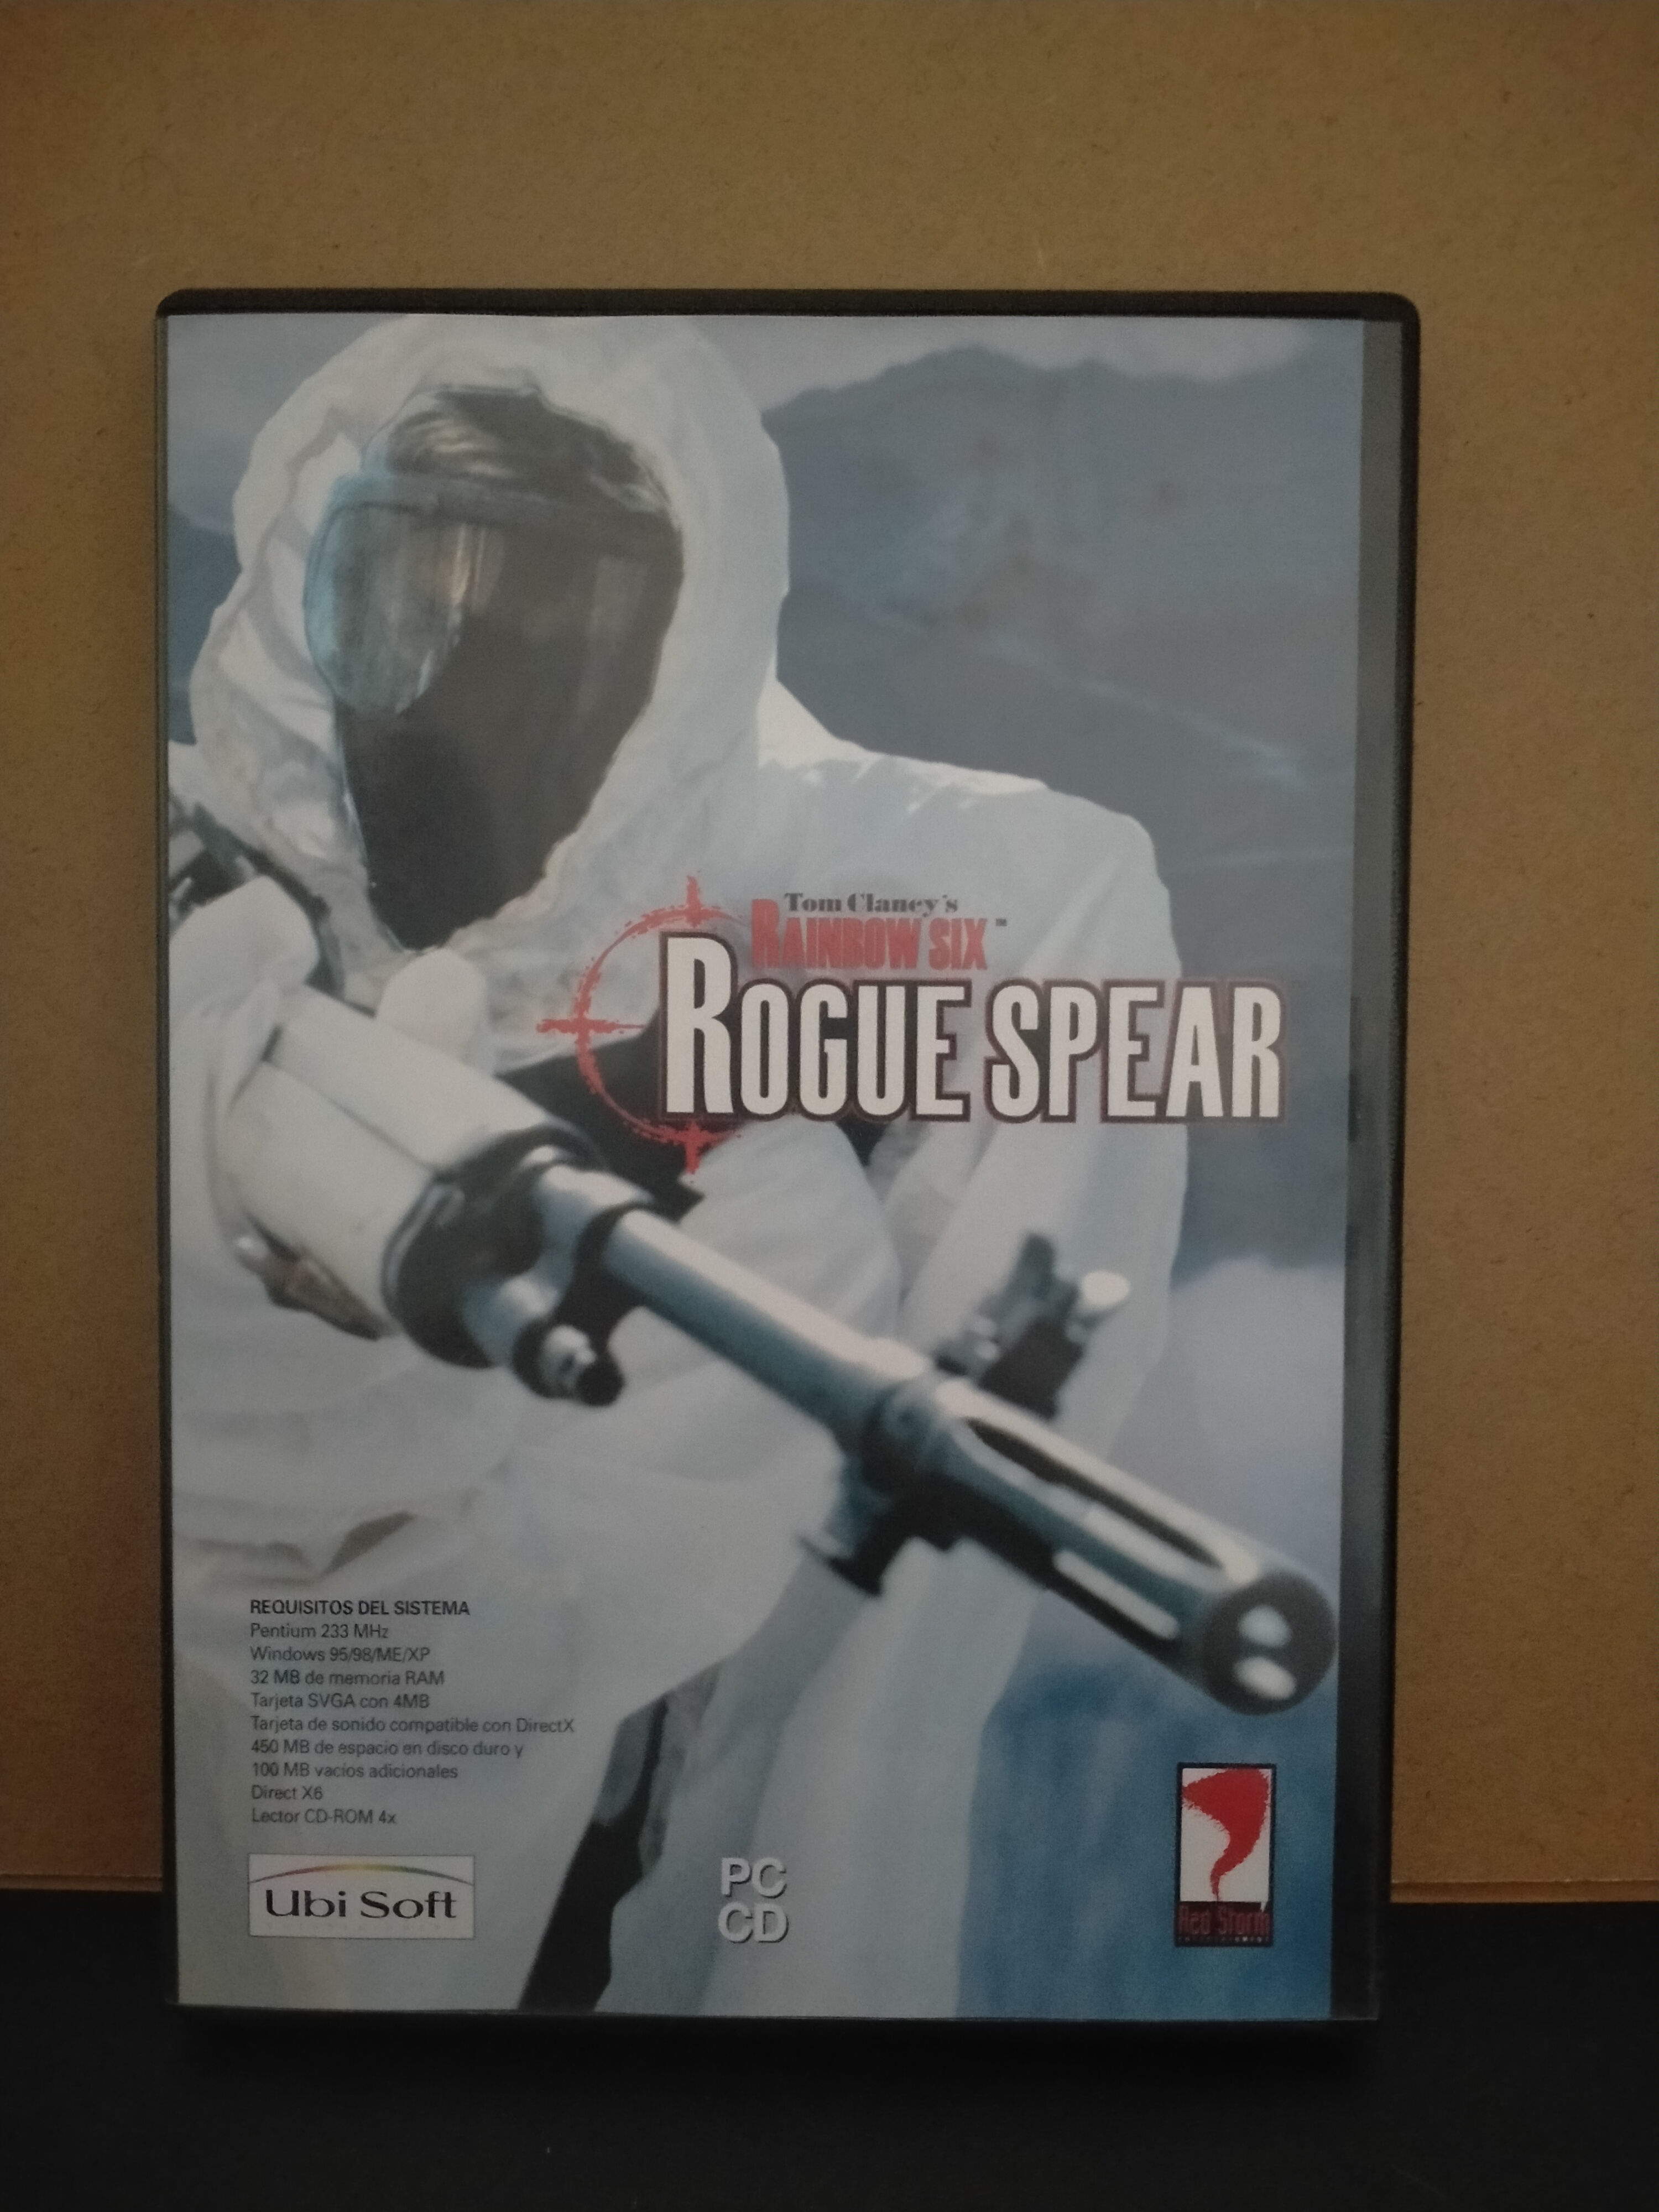 Tom Clancy's
RAINBOW SIX™
ROGUE SPEAR
REQUISITOS DEL SISTEMA
Pentium 233 MHz
Windows 95/98/ME/XP
32 MB de memoria RAM
Tarjeta SVGA con 4MB
Tarjeta de sonido compatible con DirectX
450 MB de espacio en disco duro y
100 MB vacíos adicionales
Direct X6
Lector CD-ROM 4x
Ubi Soft
PC
CD
Red Storm